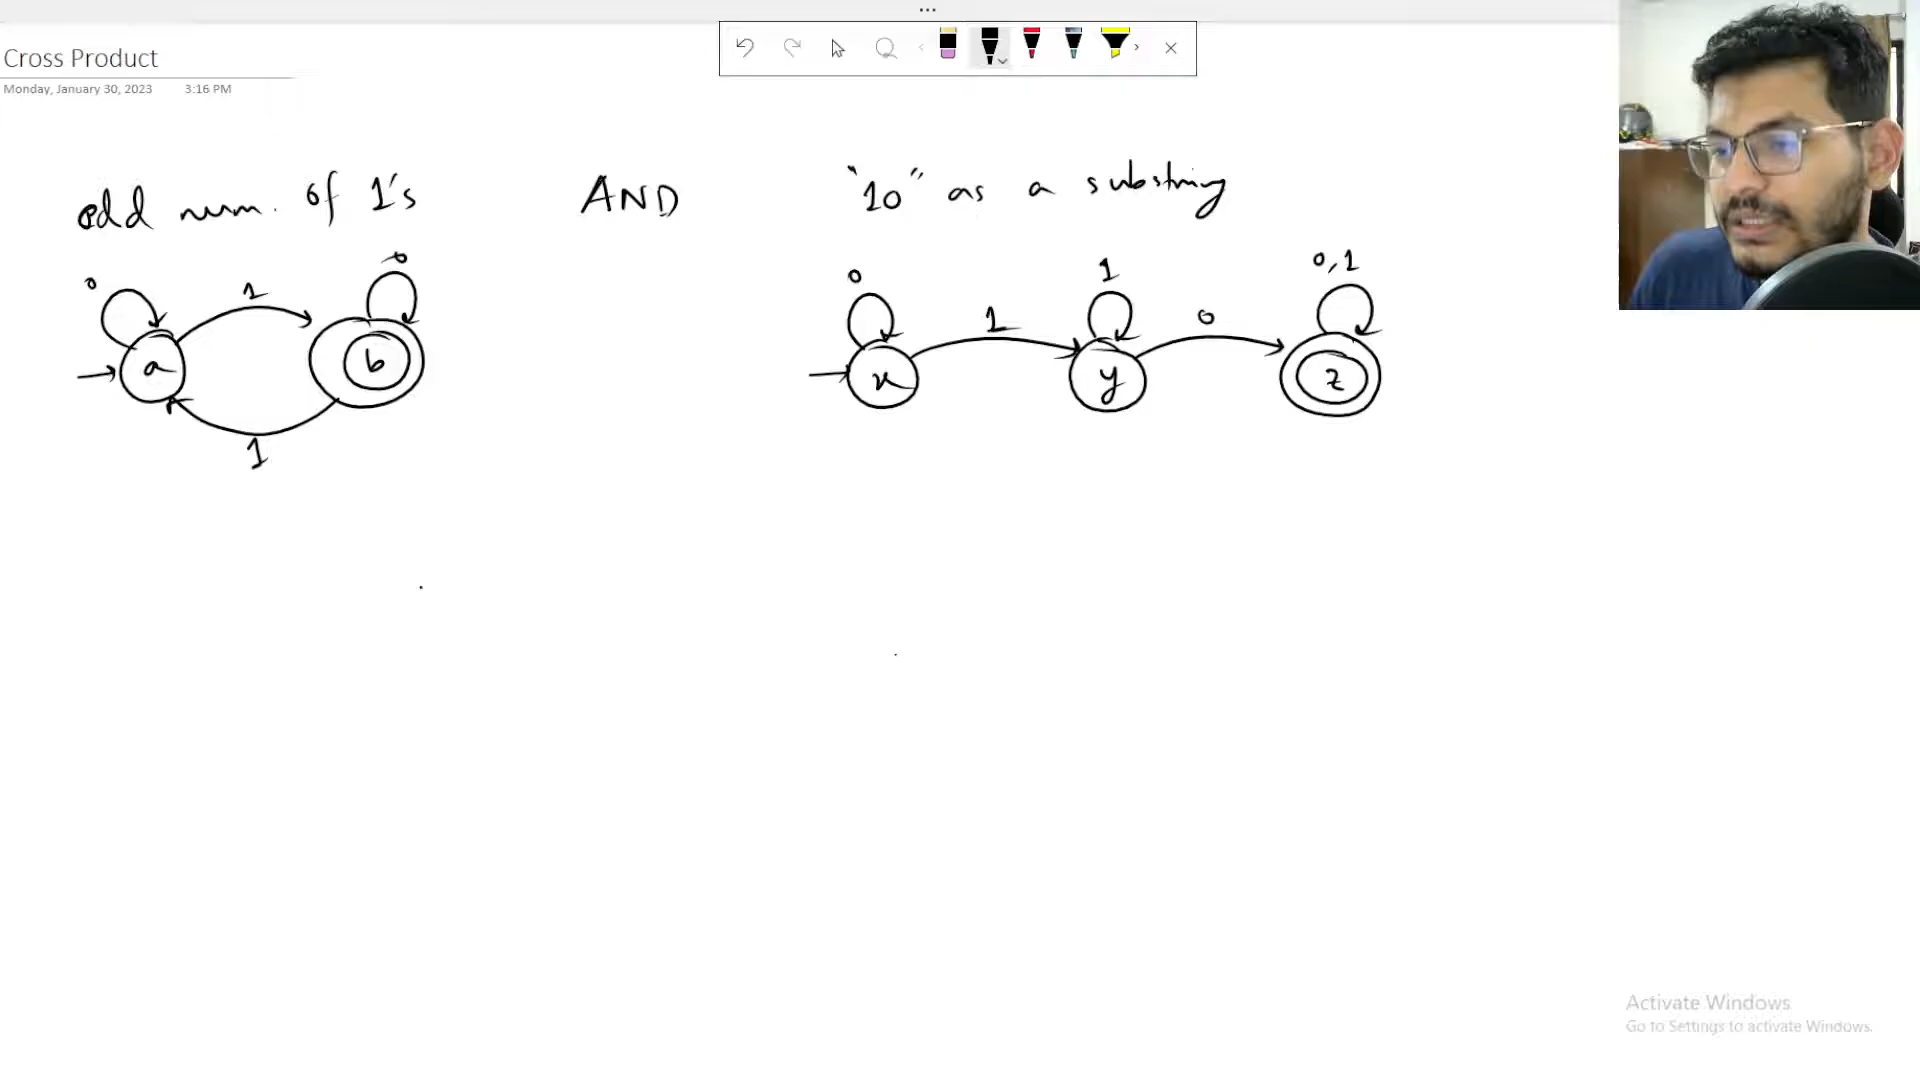 Cross Product
Monday, January 30, 2023 3:16 PM
odd num. of 1's AND "10" as a substring
0 1 0 0 1 1 0 0,1
a b x y z
1
Activate Windows
Go to Settings to activate Windows.